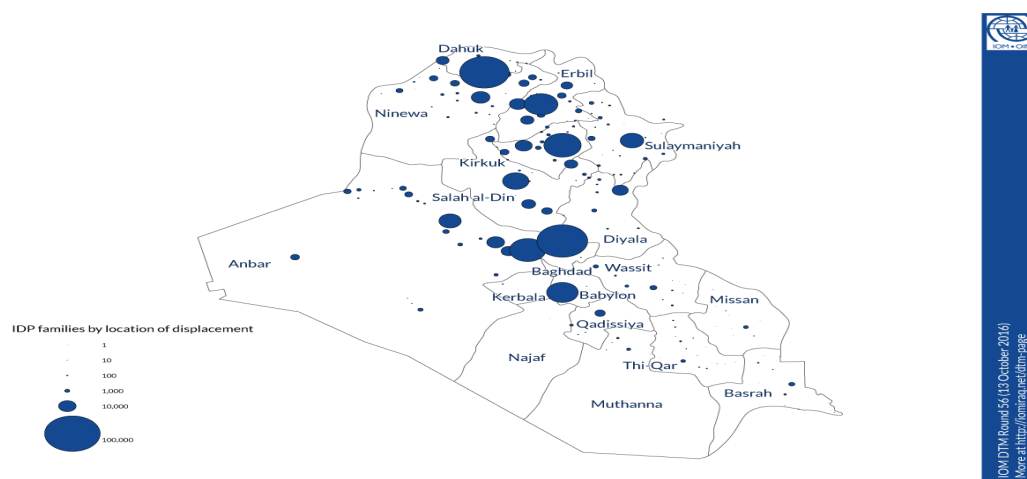 Dahuk
Erbil
Ninewa
Sulaymaniyah
Kirkuk
Salah al-Din
Diyala
Anbar
Baghdad
Wassit
Kerbala
Babylon
Missan
Qadissiya
Najaf
Thi-Qar
Basrah
Muthanna
IDP families by location of displacement
1
10
100
1,000
10,000
100,000
IOM DTM Round 56 (13 October 2016)
More at http://iomiraq.net/dtm-page
IOM • OI